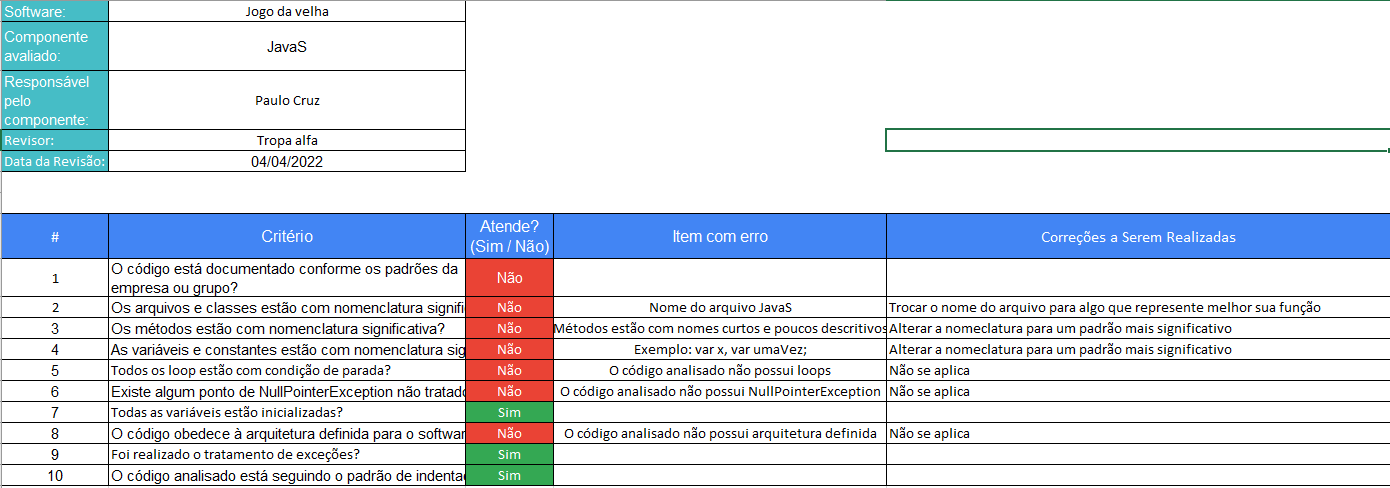 Software: Jogo da velha
Componente
avaliado: JavaS
Responsável
pelo
componente: Paulo Cruz
Revisor: Tropa alfa
Data da Revisão: 04/04/2022
# Critério Atende?
(Sim / Não) Item com erro Correções a Serem Realizadas
1 O código está documentado conforme os padrões da
empresa ou grupo? Não
2 Os arquivos e classes estão com nomenclatura signifi Não Nome do arquivo JavaS Trocar o nome do arquivo para algo que represente melhor sua função
3 Os métodos estão com nomenclatura significativa? Não Métodos estão com nomes curtos e poucos descritivos Alterar a nomeclatura para um padrão mais significativo
4 As variáveis e constantes estão com nomenclatura sig Não Exemplo: var x, var umaVez; Alterar a nomeclatura para um padrão mais significativo
5 Todos os loop estão com condição de parada? Não O código analisado não possui loops Não se aplica
6 Existe algum ponto de NullPointerException não tratado Não O código analisado não possui NullPointerException Não se aplica
7 Todas as variáveis estão inicializadas? Sim
8 O código obedece à arquitetura definida para o softwar Não O código analisado não possui arquitetura definida Não se aplica
9 Foi realizado o tratamento de exceções? Sim
10 O código analisado está seguindo o padrão de indenta Sim